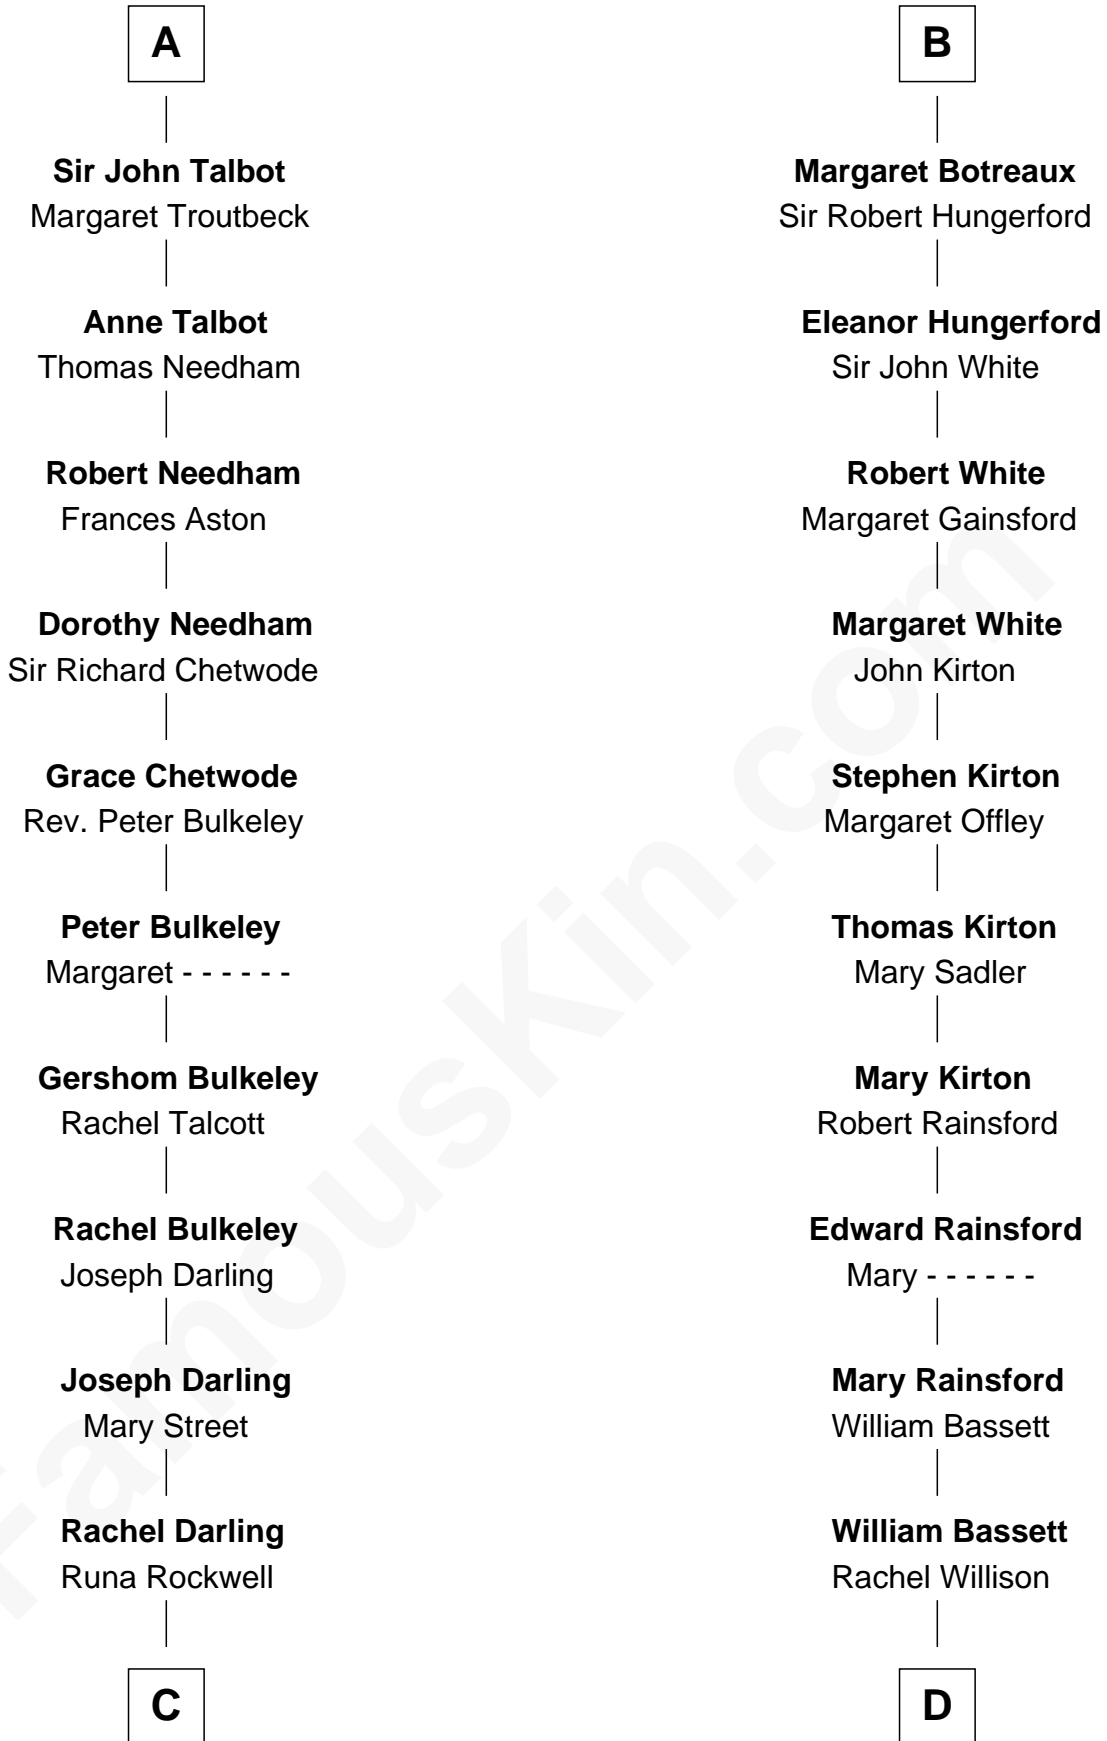 A
Sir John Talbot
Margaret Troutbeck
Anne Talbot
Thomas Needham
Robert Needham
Frances Aston
Dorothy Needham
Sir Richard Chetwode
Grace Chetwode
Rev. Peter Bulkeley
Peter Bulkeley
Margaret - - - - - -
Gershom Bulkeley
Rachel Talcott
Rachel Bulkeley
Joseph Darling
Joseph Darling
Mary Street
Rachel Darling
Runa Rockwell
C
B
Margaret Botreaux
Sir Robert Hungerford
Eleanor Hungerford
Sir John White
Robert White
Margaret Gainsford
Margaret White
John Kirton
Stephen Kirton
Margaret Offley
Thomas Kirton
Mary Sadler
Mary Kirton
Robert Rainsford
Edward Rainsford
Mary - - - - - -
Mary Rainsford
William Bassett
William Bassett
Rachel Willison
D
FamousKin.com